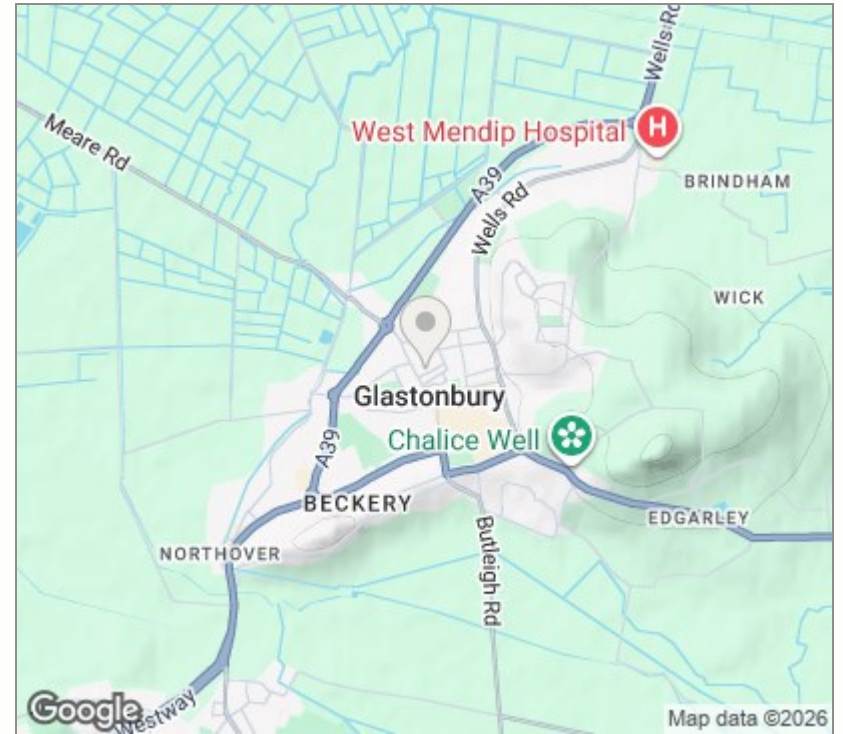 Wells Rd
Meare Rd
West Mendip Hospital
H
A39
Wells Rd
BRINDHAM
WICK
Glastonbury
Chalice Well
A39
BECKERY
EDGARLEY
NORTHOVER
Butleigh Rd
Westway
Google
Map data ©2026